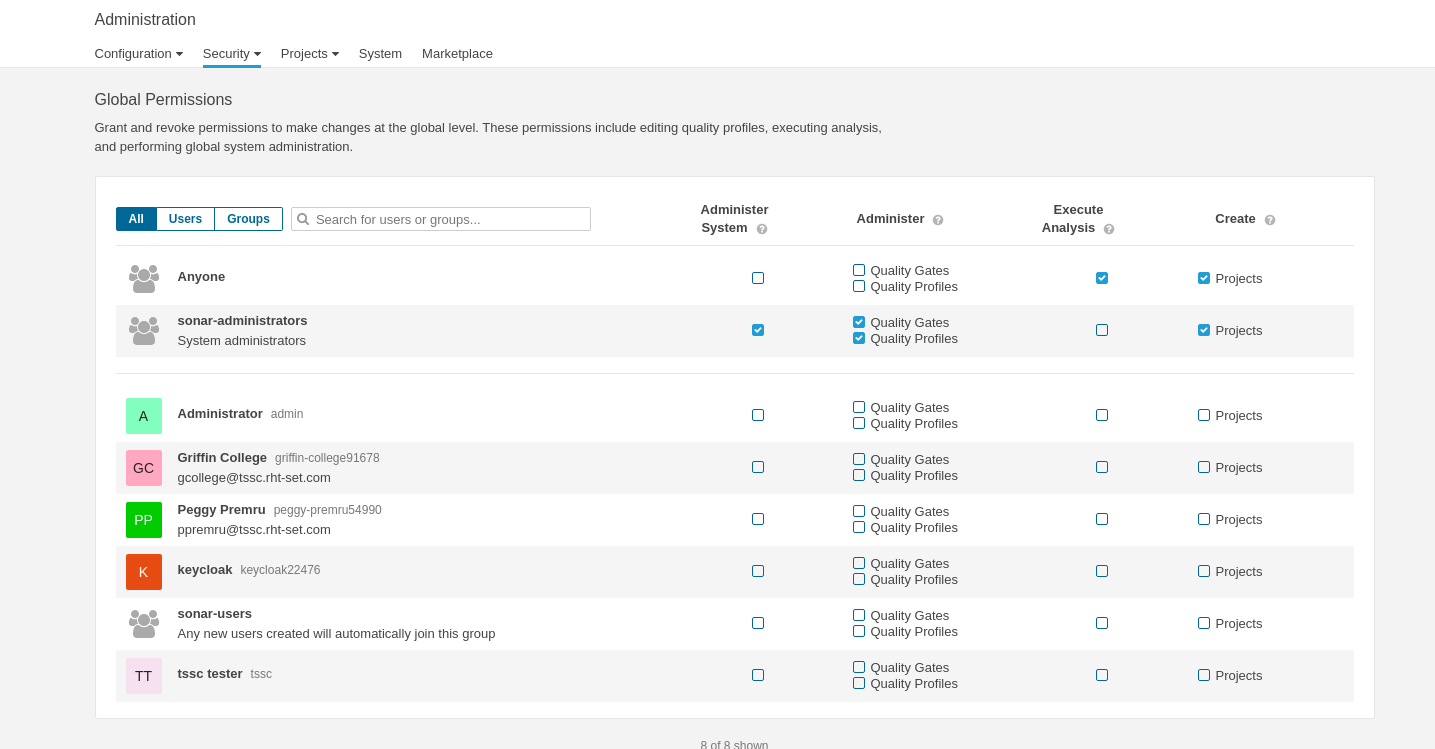 Administration
Configuration Security Projects System Marketplace
Global Permissions
Grant and revoke permissions to make changes at the global level. These permissions include editing quality profiles, executing analysis,
and performing global system administration.
All Users Groups Search for users or groups...
Administer System ? Administer ? Execute Analysis ? Create ?
Anyone
Quality Gates
Quality Profiles
Projects
sonar-administrators
System administrators
Quality Gates
Quality Profiles
Projects
A
Administrator admin
Quality Gates
Quality Profiles
Projects
GC
Griffin College griffin-college91678
gcollege@tssc.rht-set.com
Quality Gates
Quality Profiles
Projects
PP
Peggy Premru peggy-premru54990
ppremru@tssc.rht-set.com
Quality Gates
Quality Profiles
Projects
K
keycloak keycloak22476
Quality Gates
Quality Profiles
Projects
sonar-users
Any new users created will automatically join this group
Quality Gates
Quality Profiles
Projects
TT
tssc tester tssc
Quality Gates
Quality Profiles
Projects
8 of 8 shown